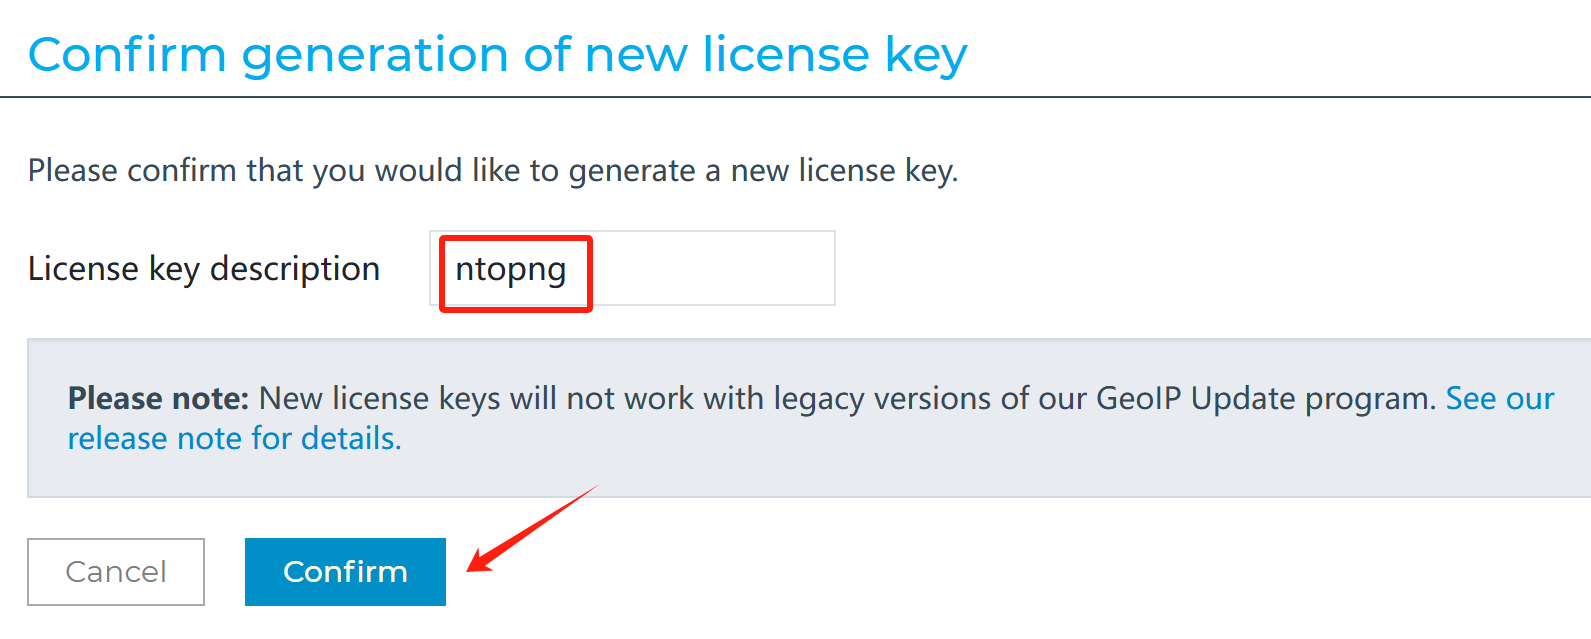 Confirm generation of new license key
Please confirm that you would like to generate a new license key.
License key description
ntopng
Please note: New license keys will not work with legacy versions of our GeoIP Update program. See our
release note for details.
Cancel
Confirm